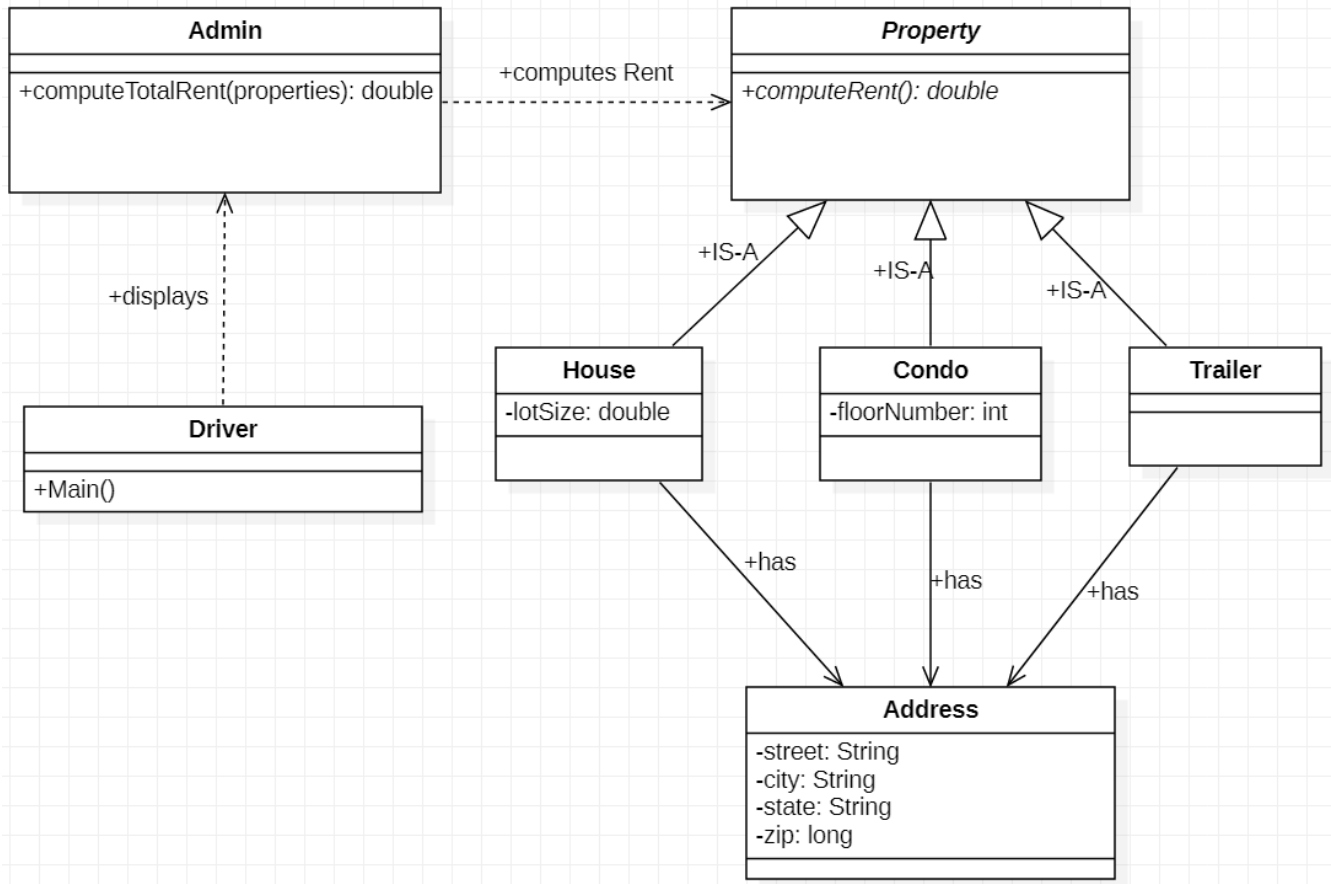 Admin
+computeTotalRent(properties): double
+computes Rent
Property
+computeRent(): double
+IS-A
+IS-A
+IS-A
+displays
House
-lotSize: double
Condo
-floorNumber: int
Trailer
Driver
+Main()
+has
+has
+has
Address
-street: String
-city: String
-state: String
-zip: long